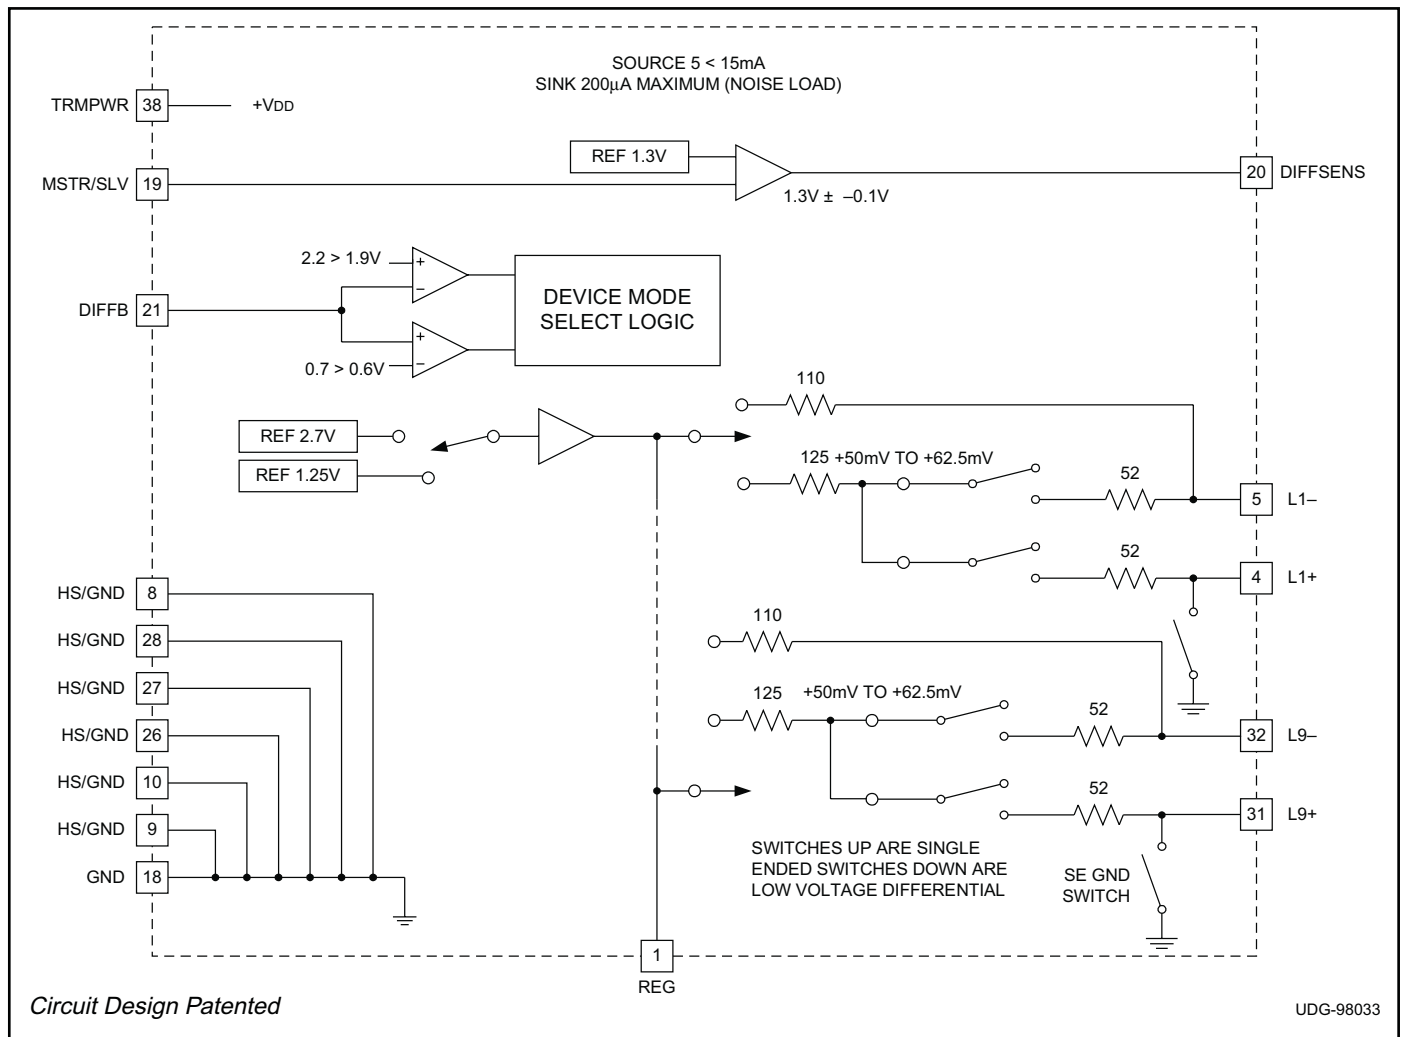 SOURCE 5 < 15mA
SINK 200µA MAXIMUM (NOISE LOAD)
TRMPWR 38 +VDD
REF 1.3V
MSTR/SLV 19
20 DIFFSENS
1.3V ± –0.1V
2.2 > 1.9V
+
–
DIFFB 21
DEVICE MODE
SELECT LOGIC
+
–
0.7 > 0.6V
110
REF 2.7V
125 +50mV TO +62.5mV
REF 1.25V
52
5 L1–
52
4 L1+
HS/GND 8
110
HS/GND 28
HS/GND 27
125 +50mV TO +62.5mV
52
HS/GND 26
32 L9–
HS/GND 10
52
31 L9+
HS/GND 9
SWITCHES UP ARE SINGLE
ENDED SWITCHES DOWN ARE
LOW VOLTAGE DIFFERENTIAL
SE GND
SWITCH
GND 18
1
REG
Circuit Design Patented
UDG-98033